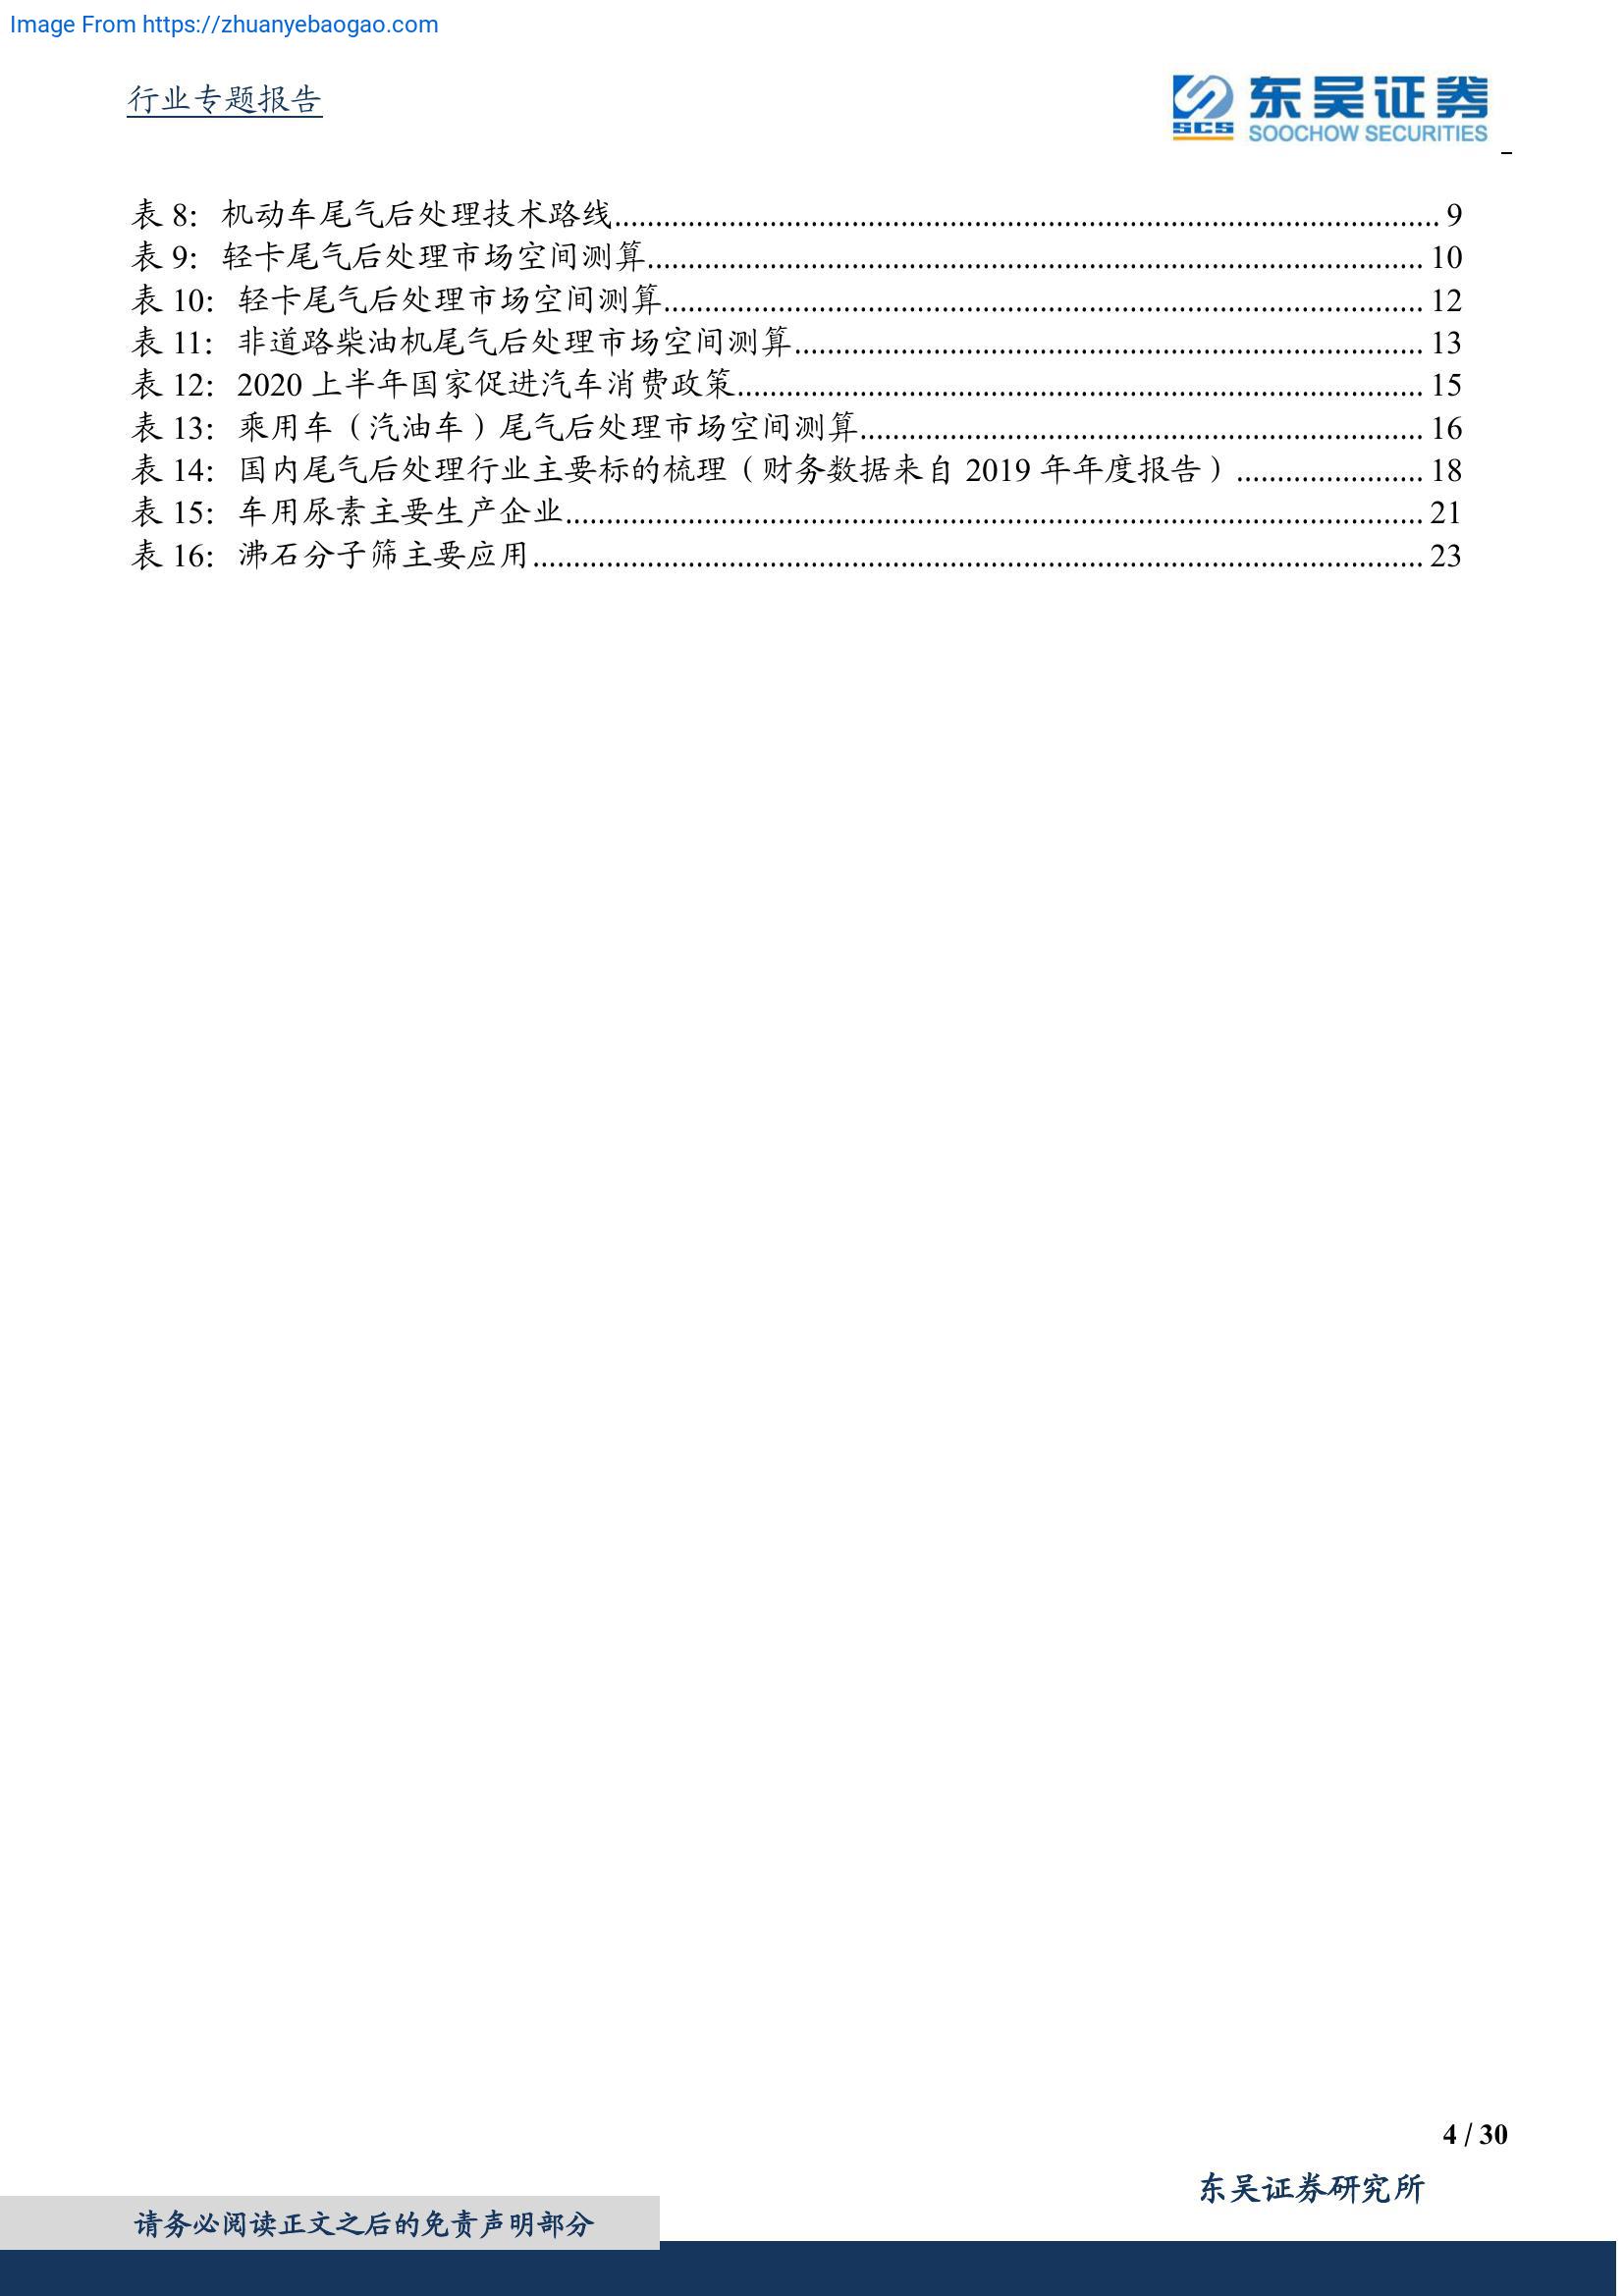 Image From https://zhuanyebaogao.com
行业专题报告
东吴证券
SCS
SOOCHOW SECURITIES
表 8: 机动车尾气后处理技术路线 9
表 9: 轻卡尾气后处理市场空间测算 10
表 10: 轻卡尾气后处理市场空间测算 12
表 11: 非道路柴油机尾气后处理市场空间测算 13
表 12: 2020 上半年国家促进汽车消费政策 15
表 13: 乘用车（汽油车）尾气后处理市场空间测算 16
表 14: 国内尾气后处理行业主要标的梳理（财务数据来自 2019 年年度报告） 18
表 15: 车用尿素主要生产企业 21
表 16: 沸石分子筛主要应用 23
4 / 30
东吴证券研究所
请务必阅读正文之后的免责声明部分